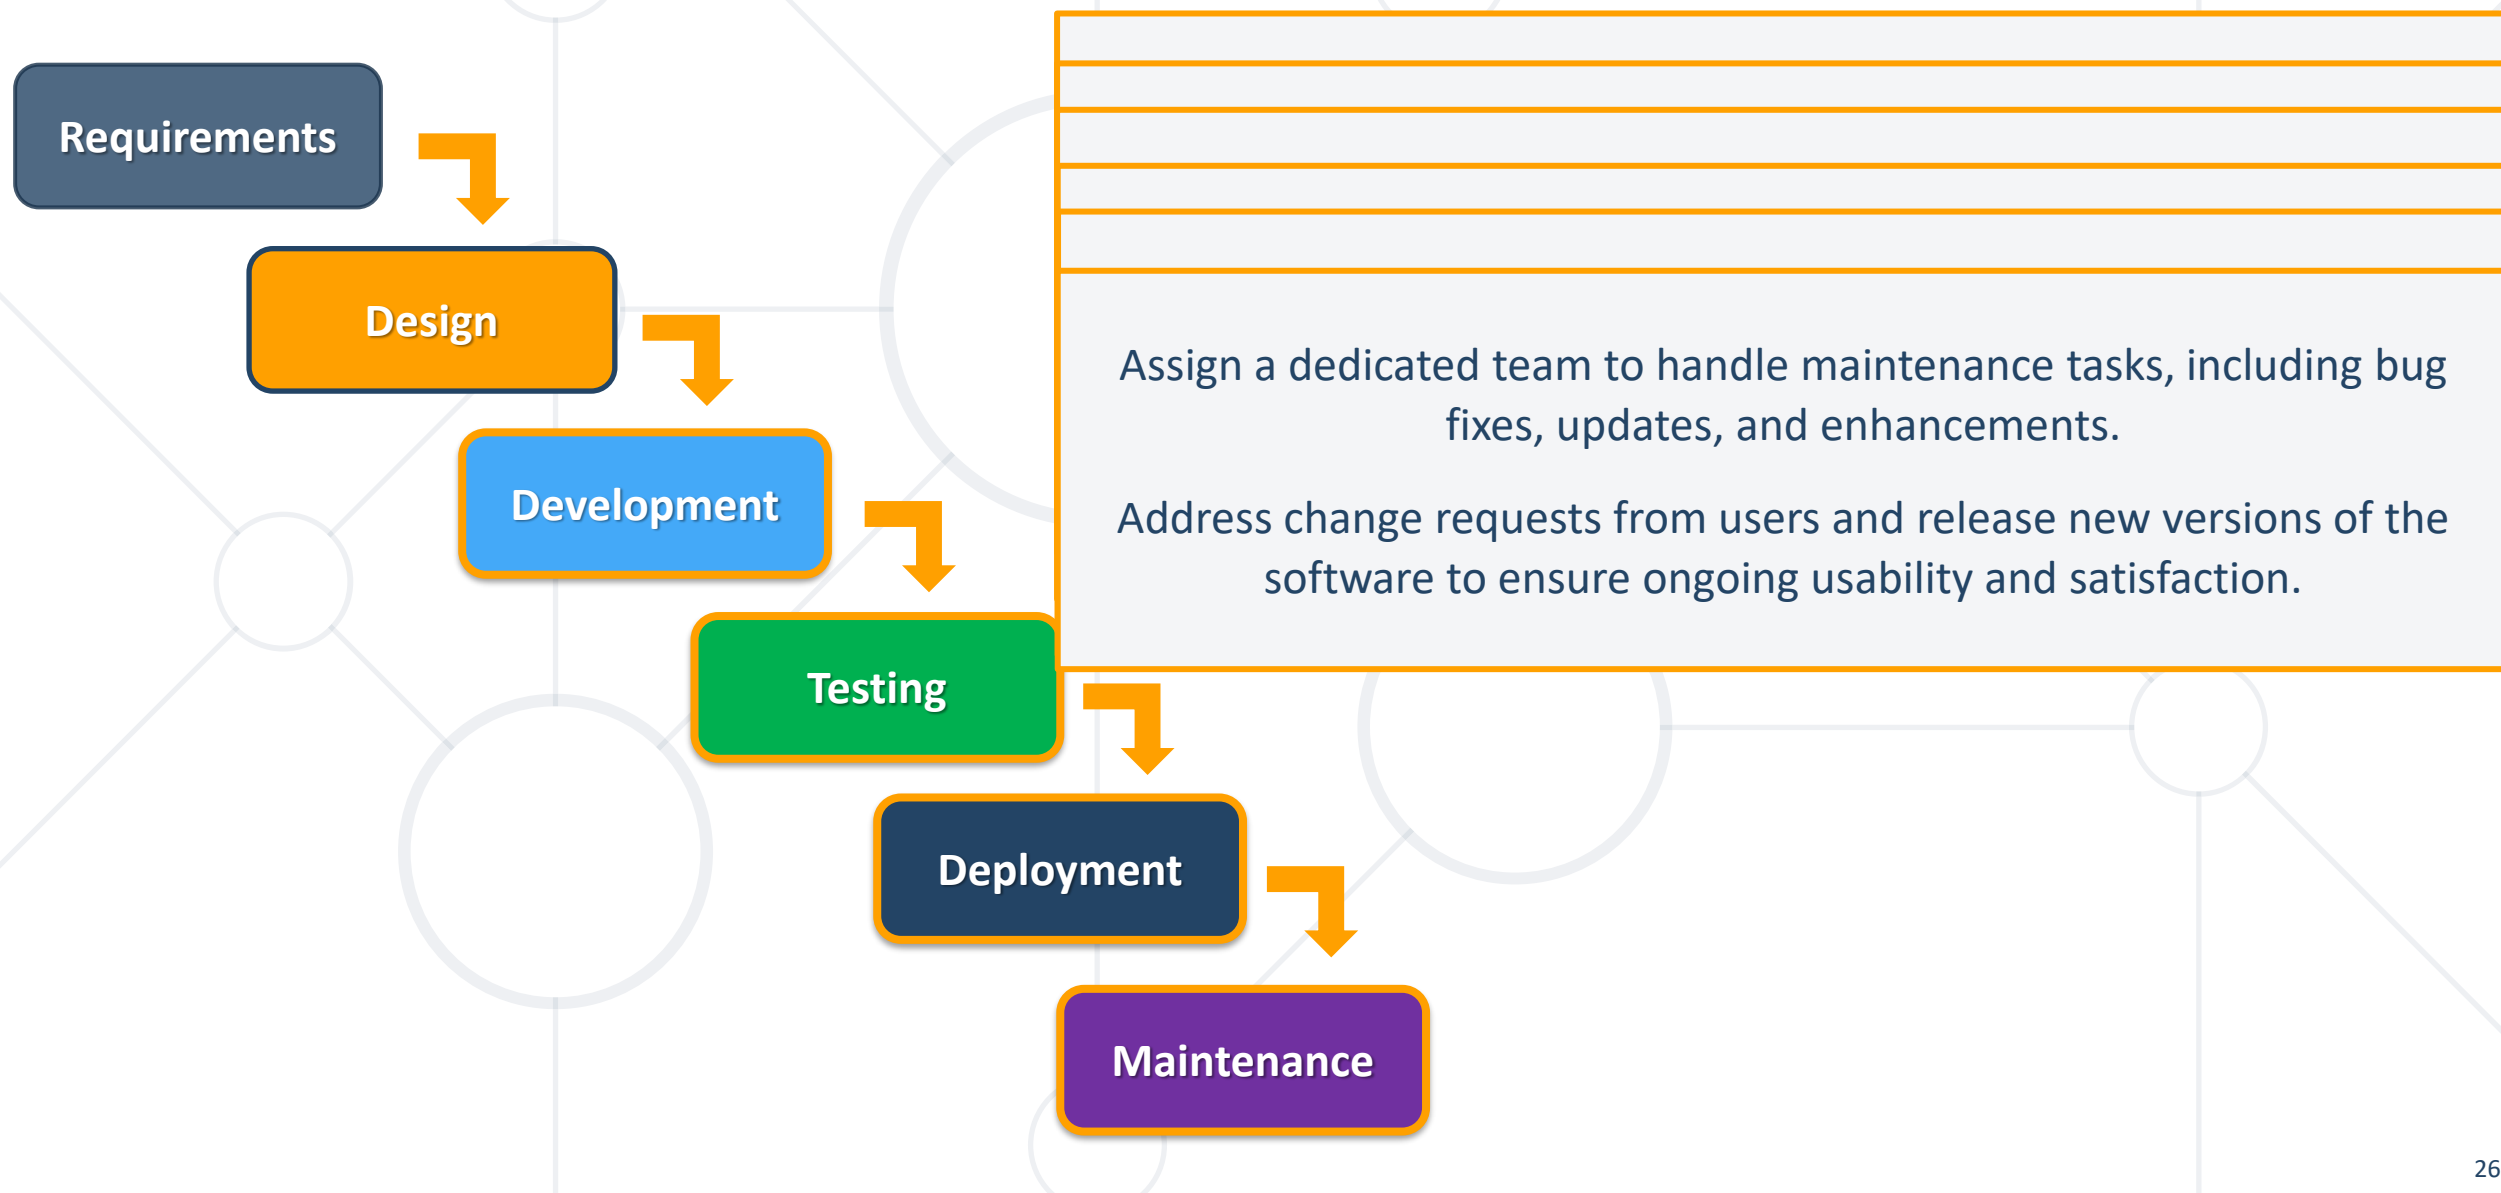 Requirements
Design
Development
Testing
Deployment
Maintenance
Assign a dedicated team to handle maintenance tasks, including bug
fixes, updates, and enhancements.
Address change requests from users and release new versions of the
software to ensure ongoing usability and satisfaction.
26